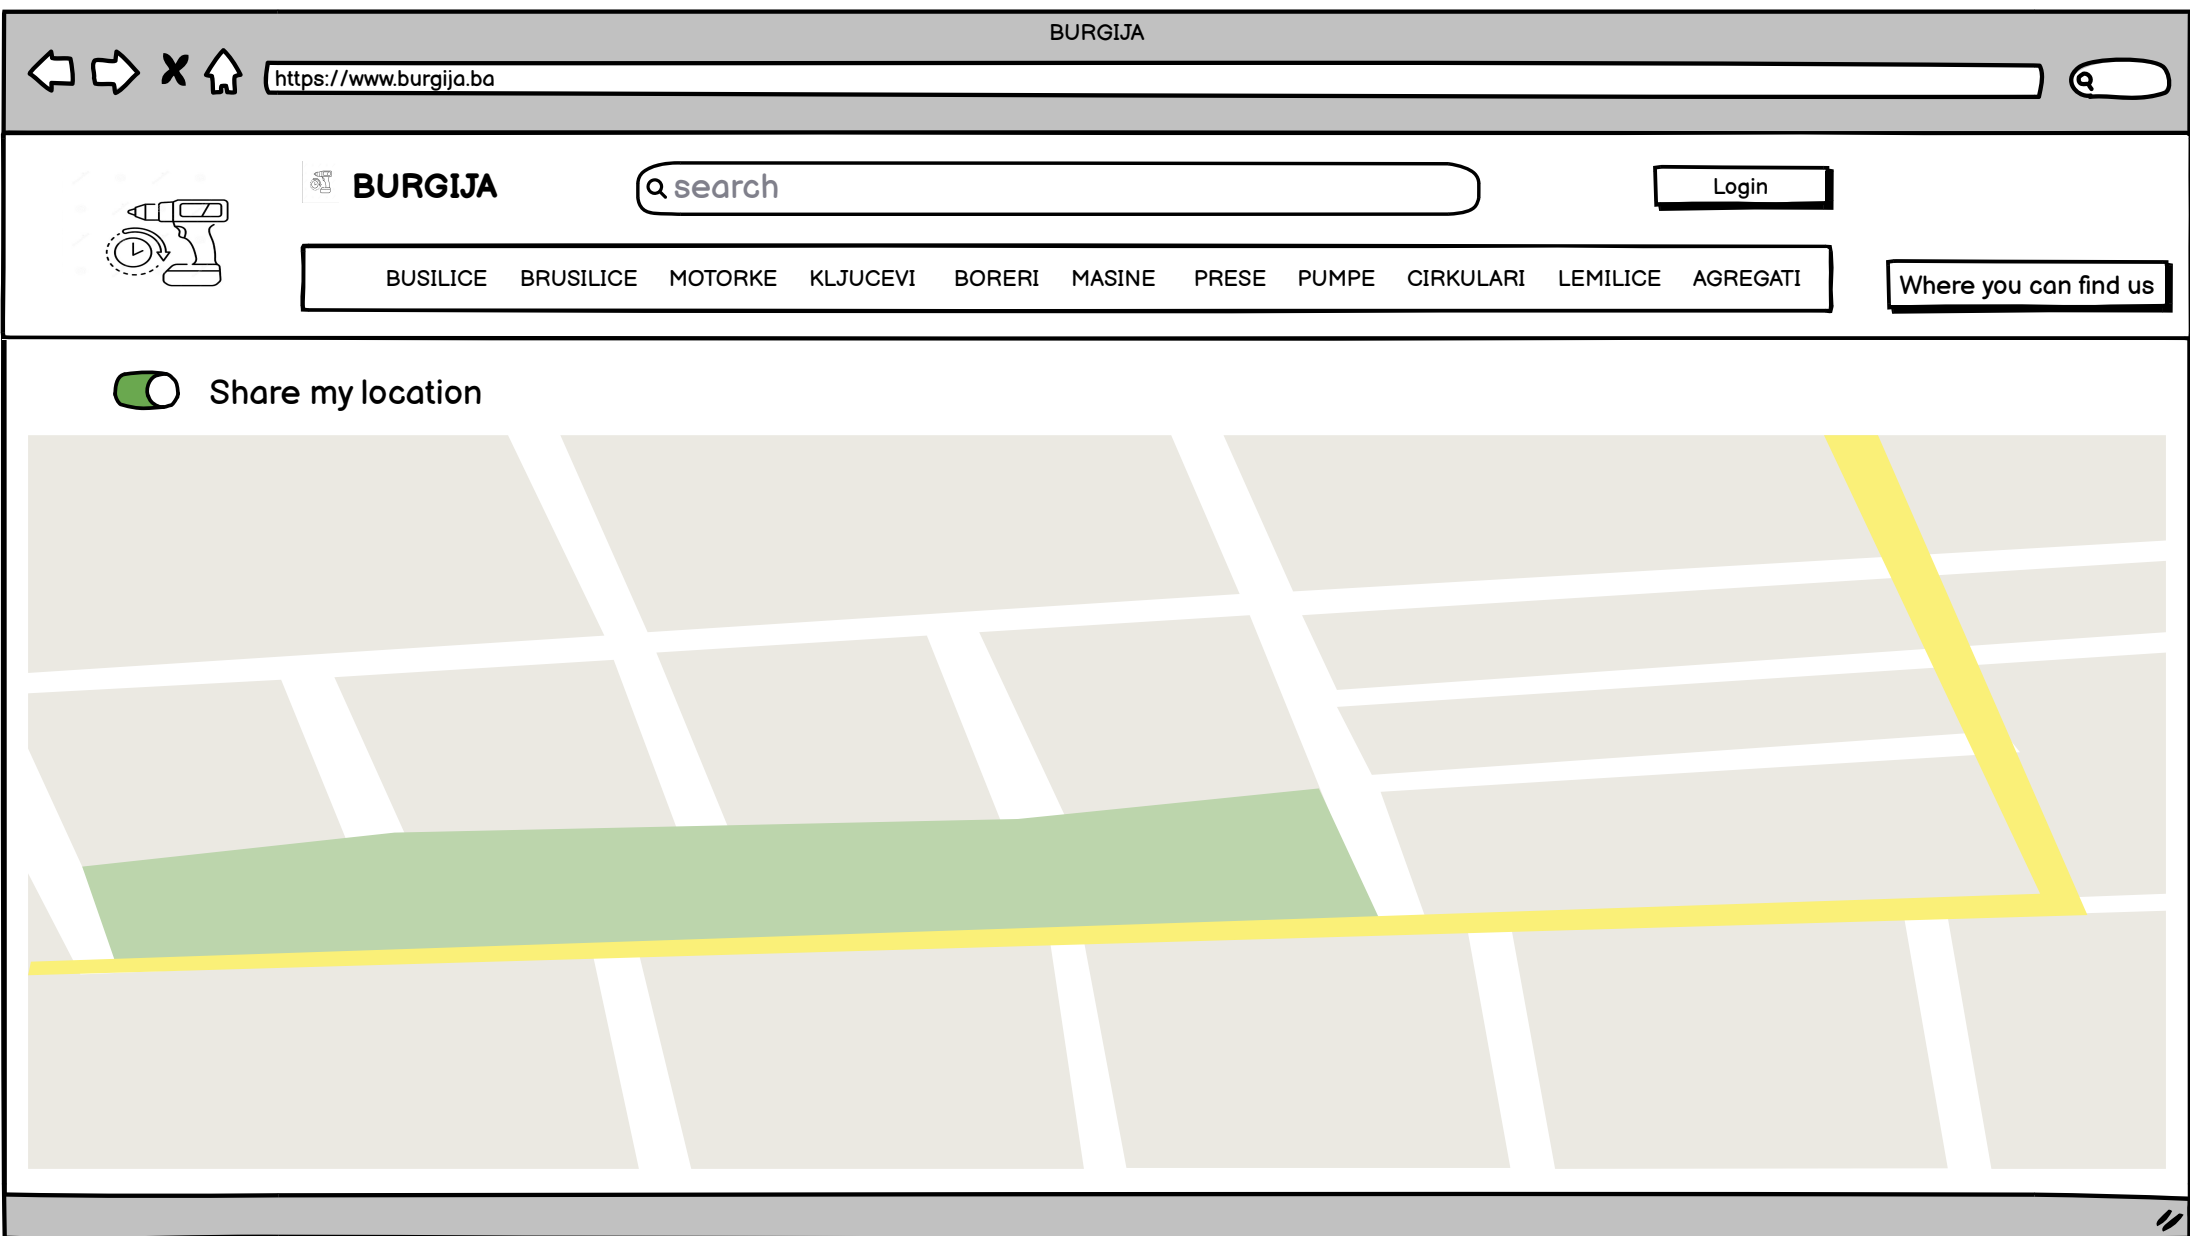 BURGIJA
https://www.burgija.ba
BURGIJA
search
Login
BUSILICE BRUSILICE MOTORKE KLJUCEVI BORERI MASINE PRESE PUMPE CIRKULARI LEMILICE AGREGATI
Where you can find us
Share my location